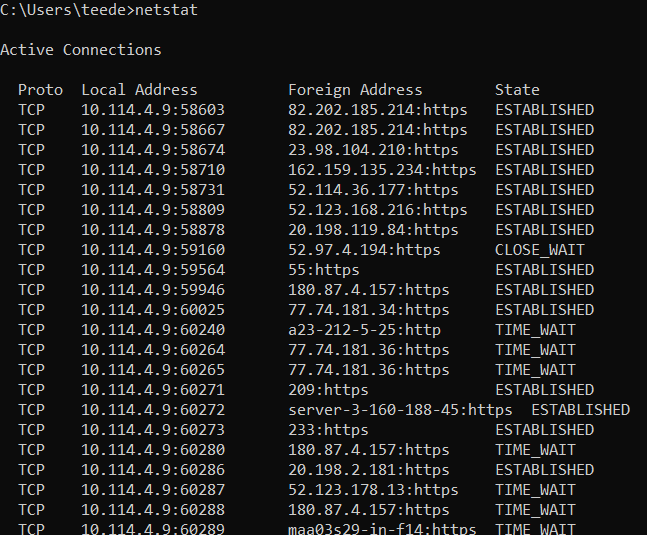 C:\Users\teede>netstat
Active Connections
Proto  Local Address          Foreign Address        State
TCP    10.114.4.9:58603       82.202.185.214:https   ESTABLISHED
TCP    10.114.4.9:58667       82.202.185.214:https   ESTABLISHED
TCP    10.114.4.9:58674       23.98.104.210:https    ESTABLISHED
TCP    10.114.4.9:58710       162.159.135.234:https  ESTABLISHED
TCP    10.114.4.9:58731       52.114.36.177:https    ESTABLISHED
TCP    10.114.4.9:58809       52.123.168.216:https   ESTABLISHED
TCP    10.114.4.9:58878       20.198.119.84:https    ESTABLISHED
TCP    10.114.4.9:59160       52.97.4.194:https      CLOSE_WAIT
TCP    10.114.4.9:59564       55:https               ESTABLISHED
TCP    10.114.4.9:59946       180.87.4.157:https     ESTABLISHED
TCP    10.114.4.9:60025       77.74.181.34:https     ESTABLISHED
TCP    10.114.4.9:60240       a23-212-5-25:http      TIME_WAIT
TCP    10.114.4.9:60264       77.74.181.36:https     TIME_WAIT
TCP    10.114.4.9:60265       77.74.181.36:https     TIME_WAIT
TCP    10.114.4.9:60271       209:https              ESTABLISHED
TCP    10.114.4.9:60272       server-3-160-188-45:https  ESTABLISHED
TCP    10.114.4.9:60273       233:https              ESTABLISHED
TCP    10.114.4.9:60280       180.87.4.157:https     TIME_WAIT
TCP    10.114.4.9:60286       20.198.2.181:https     ESTABLISHED
TCP    10.114.4.9:60287       52.123.178.13:https    TIME_WAIT
TCP    10.114.4.9:60288       180.87.4.157:https     TIME_WAIT
TCP    10.114.4.9:60289       maa03s29-in-f14:https  TIME_WAIT